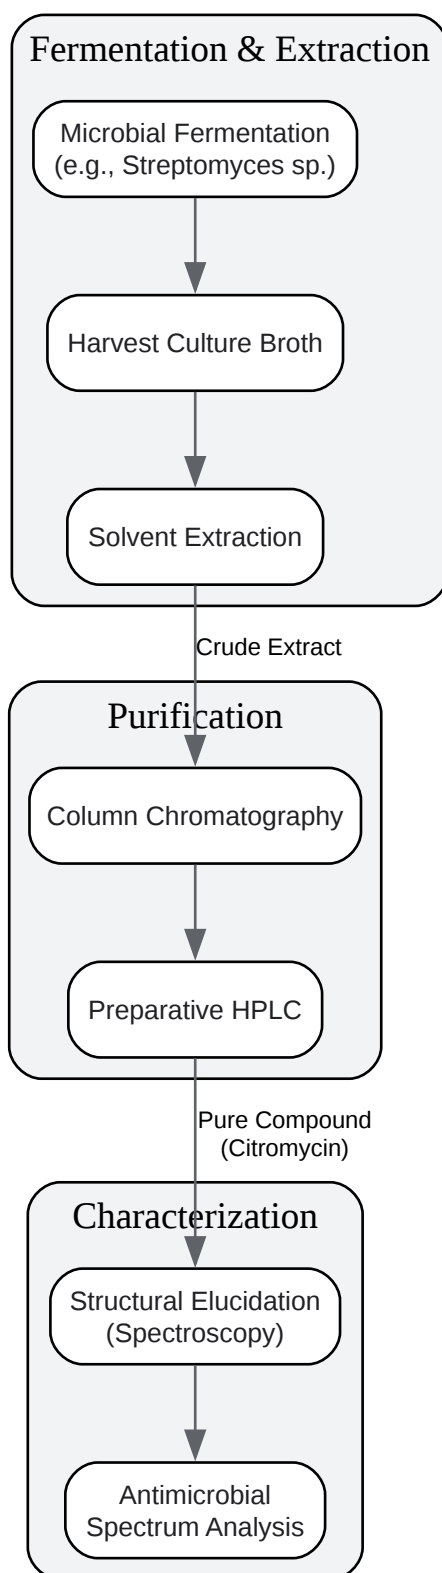 Fermentation & Extraction
Microbial Fermentation
(e.g., Streptomyces sp.)
Harvest Culture Broth
Solvent Extraction
Crude Extract
Purification
Column Chromatography
Preparative HPLC
Pure Compound
(Citromycin)
Characterization
Structural Elucidation
(Spectroscopy)
Antimicrobial
Spectrum Analysis